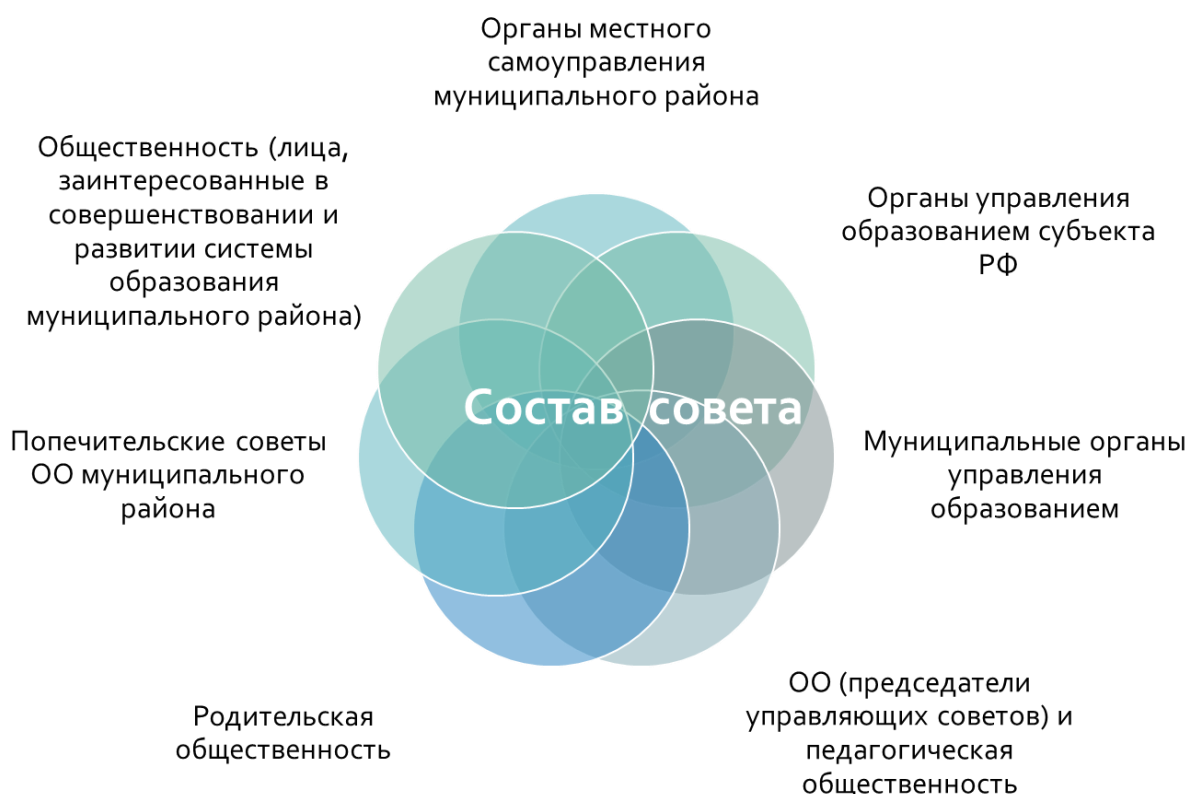 Органы местного
самоуправления
муниципального района
Общественность (лица,
заинтересованные в
совершенствовании и
развитии системы
образования
муниципального района)
Органы управления
образованием субъекта
РФ
Состав совета
Попечительские советы
ОО муниципального
района
Муниципальные органы
управления
образованием
Родительская
общественность
ОО (председатели
управляющих советов) и
педагогическая
общественность